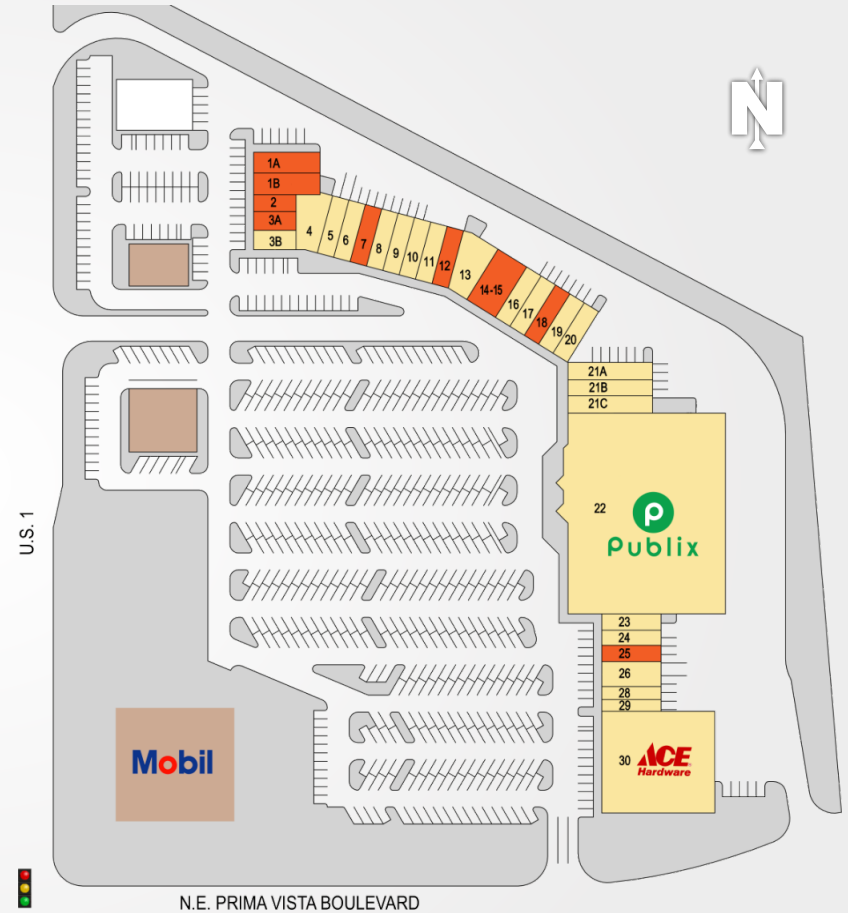 N
1A
1B
2
3A
3B
4
5
6
7
8
9
10
11
12
13
14-15
16
17
18
19
20
21A
21B
21C
22
Publix
23
24
25
26
28
29
30
ACE
Hardware
Mobil
U.S. 1
N.E. PRIMA VISTA BOULEVARD